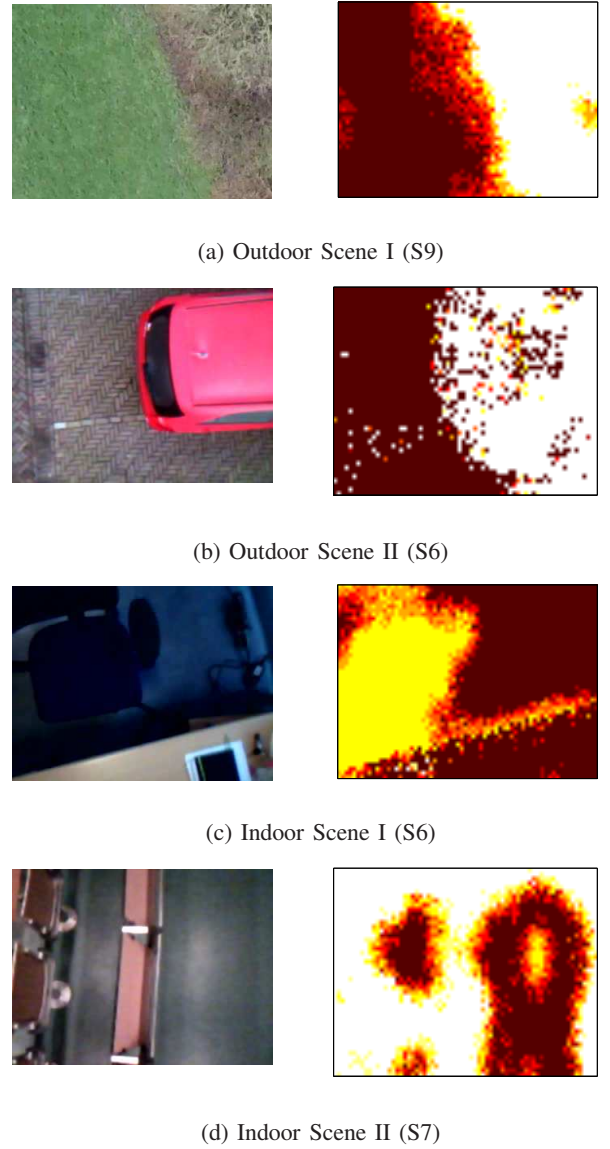 (a) Outdoor Scene I (S9)
(b) Outdoor Scene II (S6)
(c) Indoor Scene I (S6)
(d) Indoor Scene II (S7)